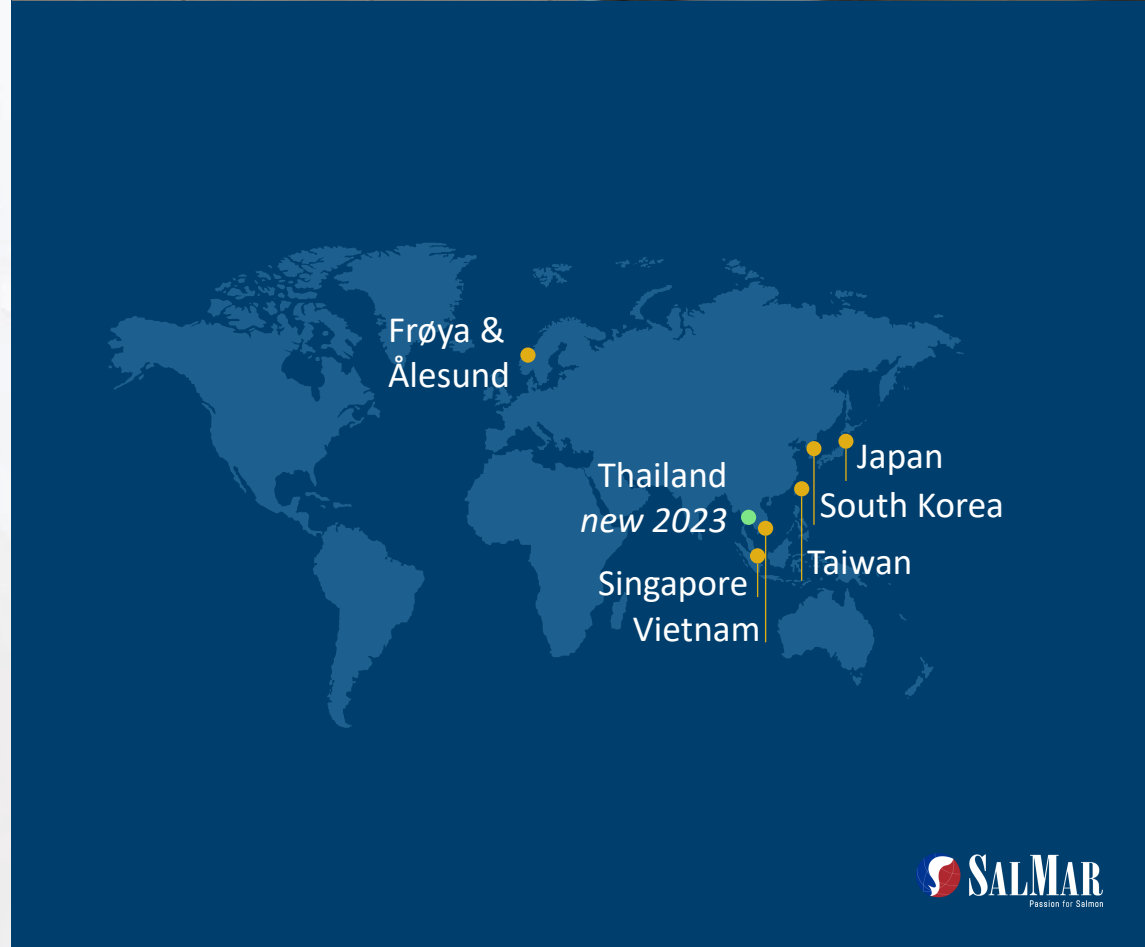 Frøya &
Ålesund
Japan
Thailand
new 2023
South Korea
Taiwan
Singapore
Vietnam
SALMAR
Passion for Salmon